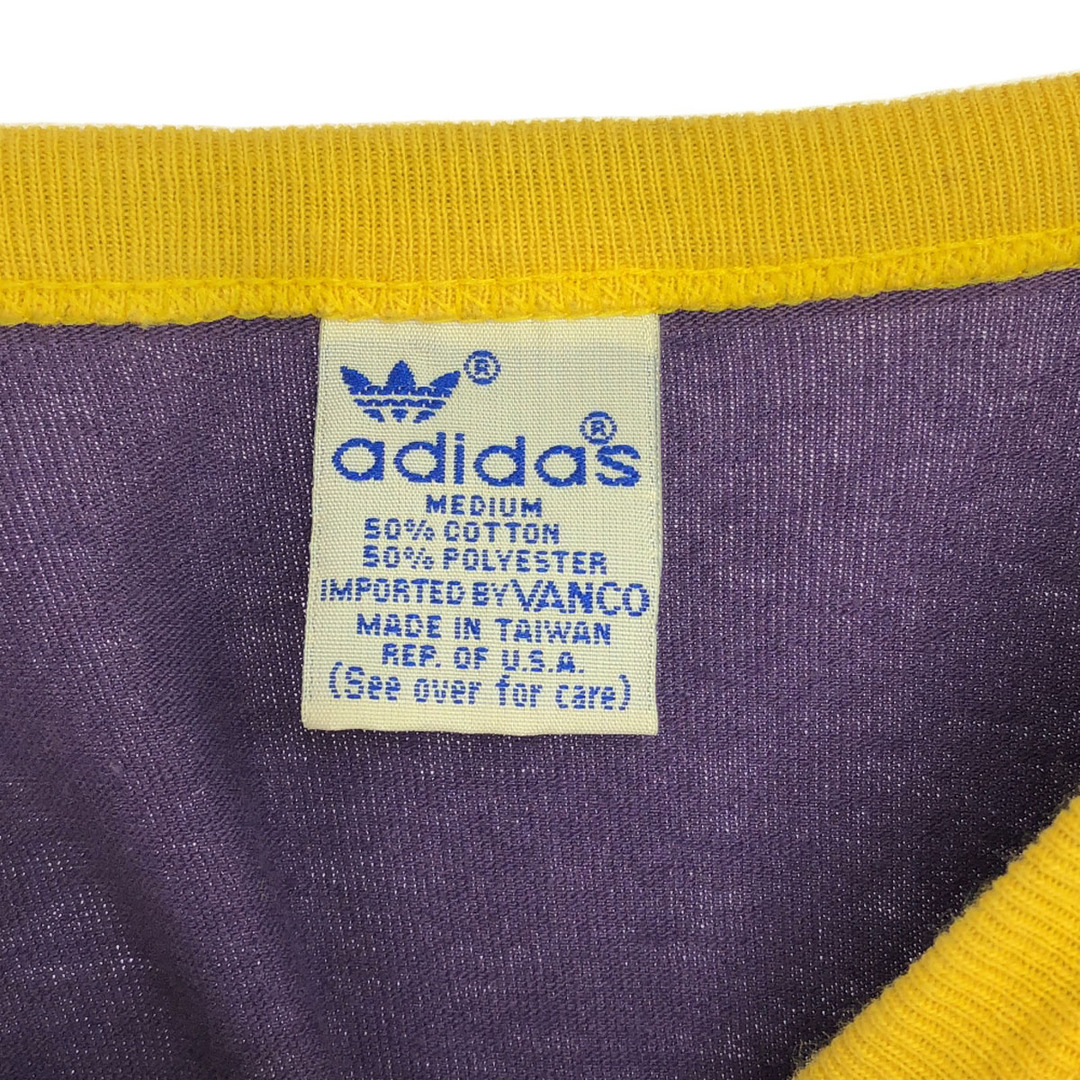 ®
adidas®
MEDIUM
50% COTTON
50% POLYESTER
IMPORTED BY VANCO
MADE IN TAIWAN
REP. OF U.S.A.
(See over for care)